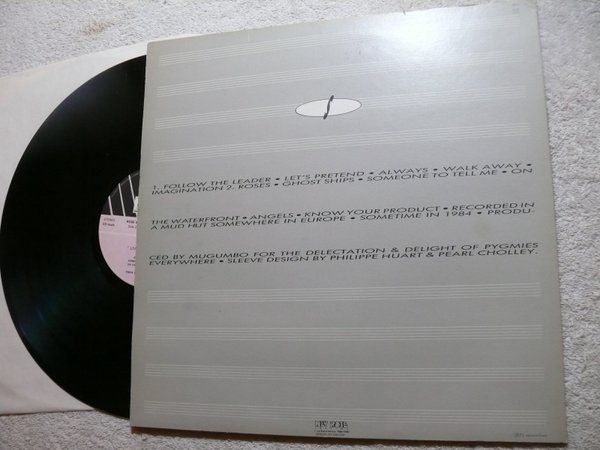 1. FOLLOW THE LEADER • LET'S PRETEND • ALWAYS • WALK AWAY •
IMAGINATION 2. ROSES • GHOST SHIPS • SOMEONE TO TELL ME • ON
THE WATERFRONT • ANGELS • KNOW YOUR PRODUCT • RECORDED IN
A MUD HUT SOMEWHERE IN EUROPE • SOMETIME IN 1984 • PRODU-
CED BY MUGUMBO FOR THE DELECTATION & DELIGHT OF PYGMIES
EVERYWHERE • SLEEVE DESIGN BY PHILIPPE HUART & PEARL CHOLLEY.